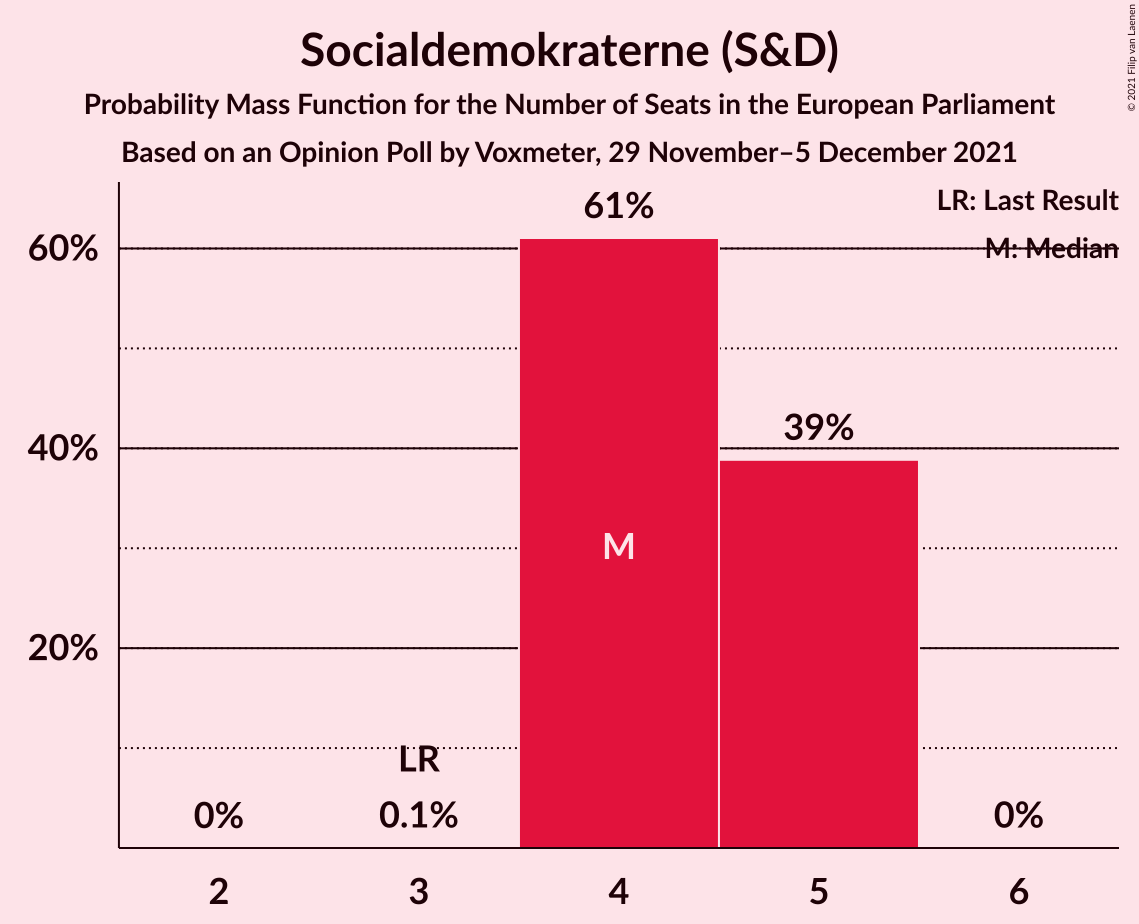 Socialdemokraterne (S&D)
Probability Mass Function for the Number of Seats in the European Parliament
Based on an Opinion Poll by Voxmeter, 29 November–5 December 2021
© 2021 Filip van Laenen
LR: Last Result
M: Median
60%
40%
20%
61%
39%
M
LR
0%
0.1%
0%
2
3
4
5
6